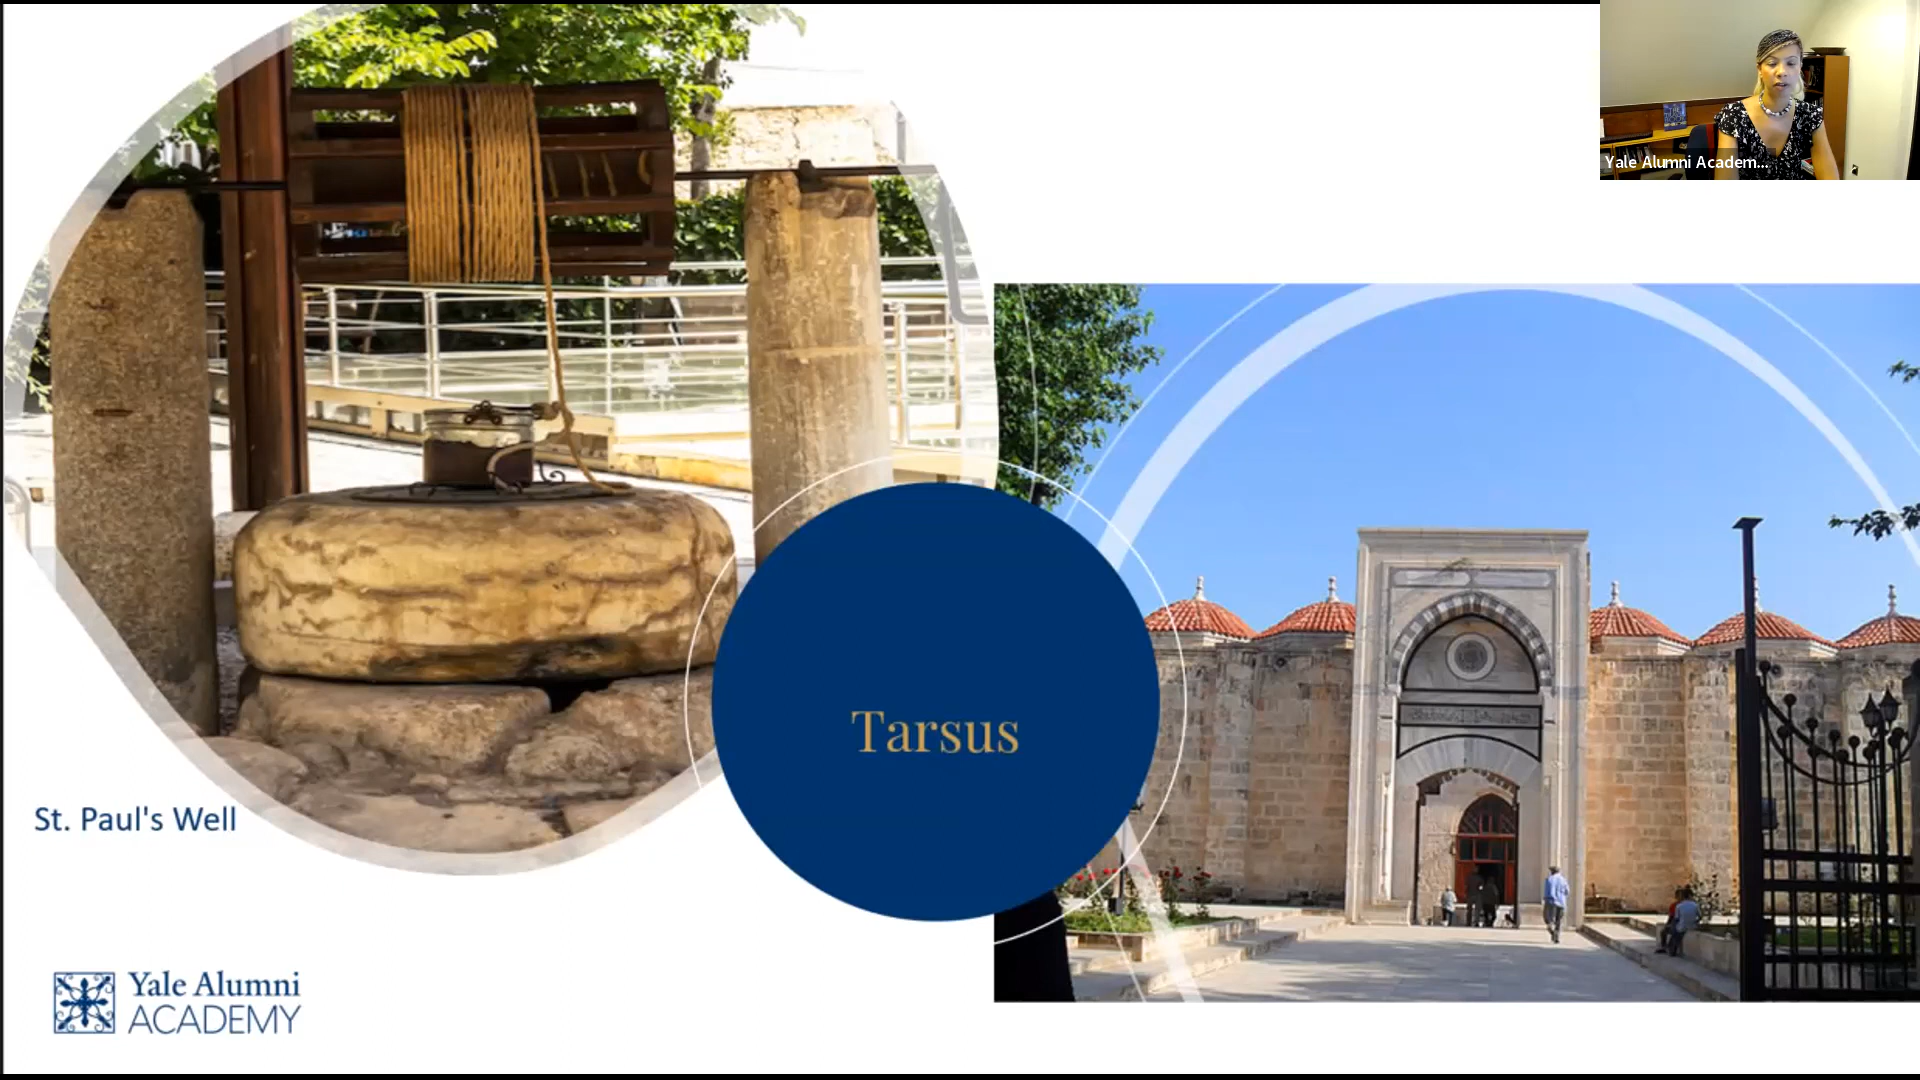 Yale Alumni Academ...
Tarsus
St. Paul's Well
Yale Alumni
ACADEMY